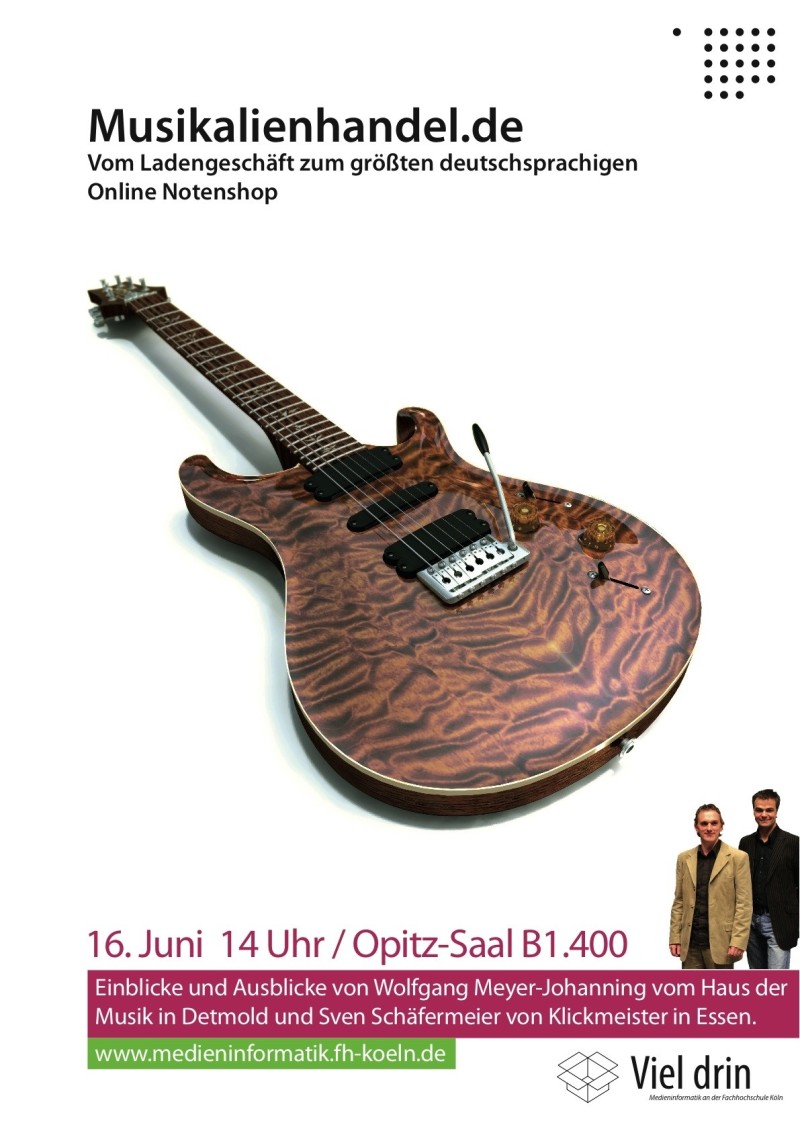 Musikalienhandel.de
Vom Ladengeschäft zum größten deutschsprachigen
Online Notenshop
16. Juni 14 Uhr / Opitz-Saal B1.400
Einblicke und Ausblicke von Wolfgang Meyer-Johanning vom Haus der
Musik in Detmold und Sven Schäfermeier von Klickmeister in Essen.
www.medieninformatik.fh-koeln.de
Viel drin
Medieninformatik an der Fachhochschule Köln